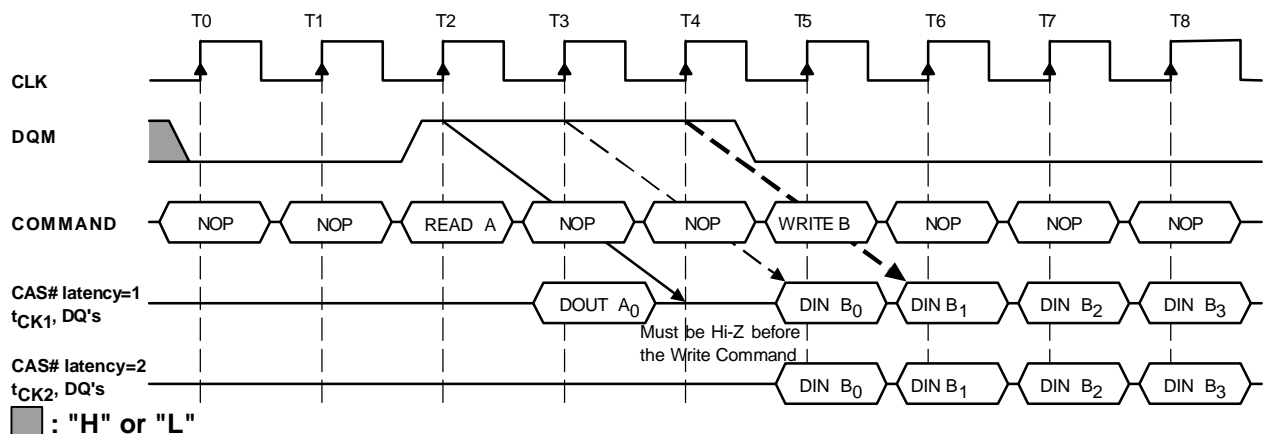 T0 T1 T2 T3 T4 T5 T6 T7 T8
CLK
DQM
COMMAND NOP NOP READ A NOP NOP WRITE B NOP NOP NOP
CAS# latency=1
tCK1, DQ's DOUT A0 DIN B0 DIN B1 DIN B2 DIN B3
Must be Hi-Z before
the Write Command
CAS# latency=2
tCK2, DQ's DIN B0 DIN B1 DIN B2 DIN B3
: "H" or "L"